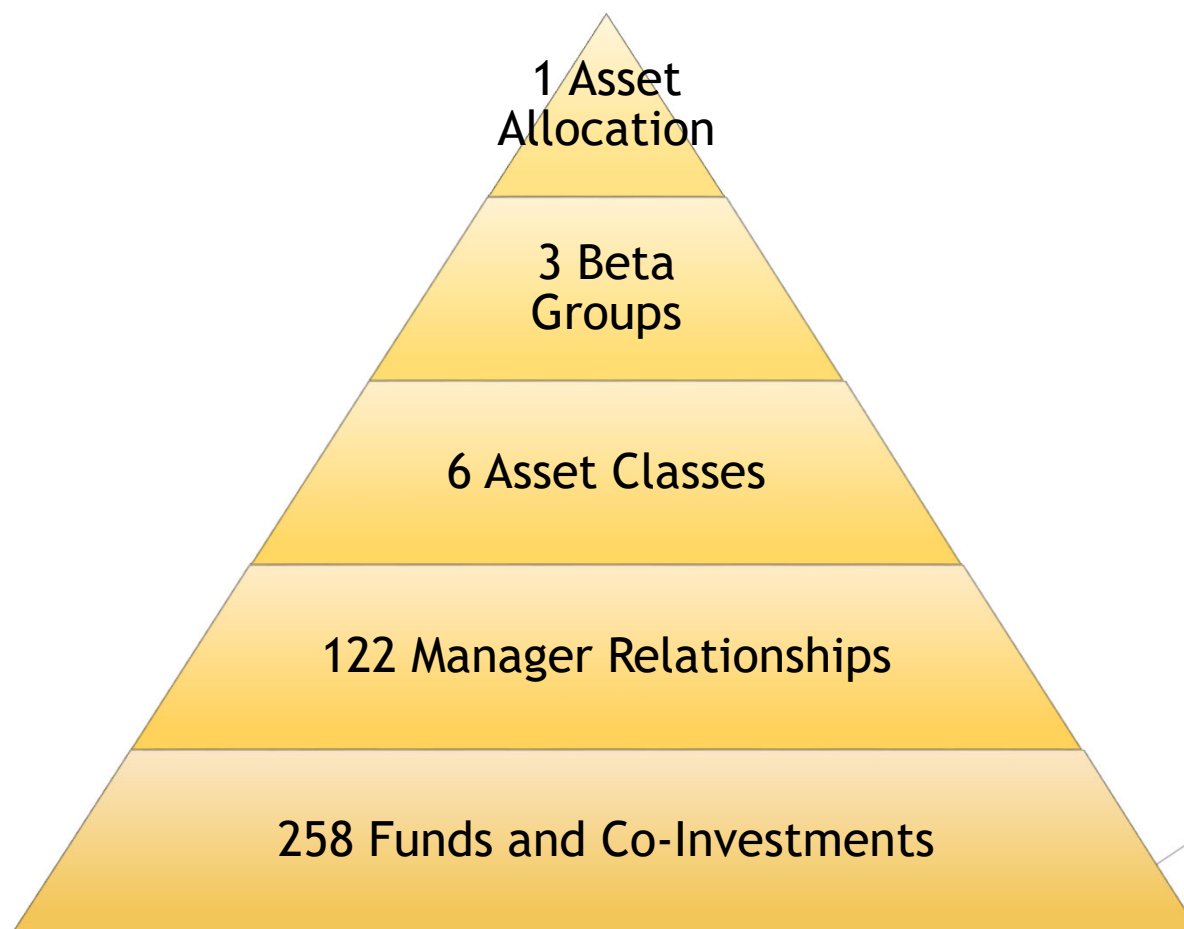 1 Asset
Allocation
3 Beta
Groups
6 Asset Classes
122 Manager Relationships
258 Funds and Co-Investments